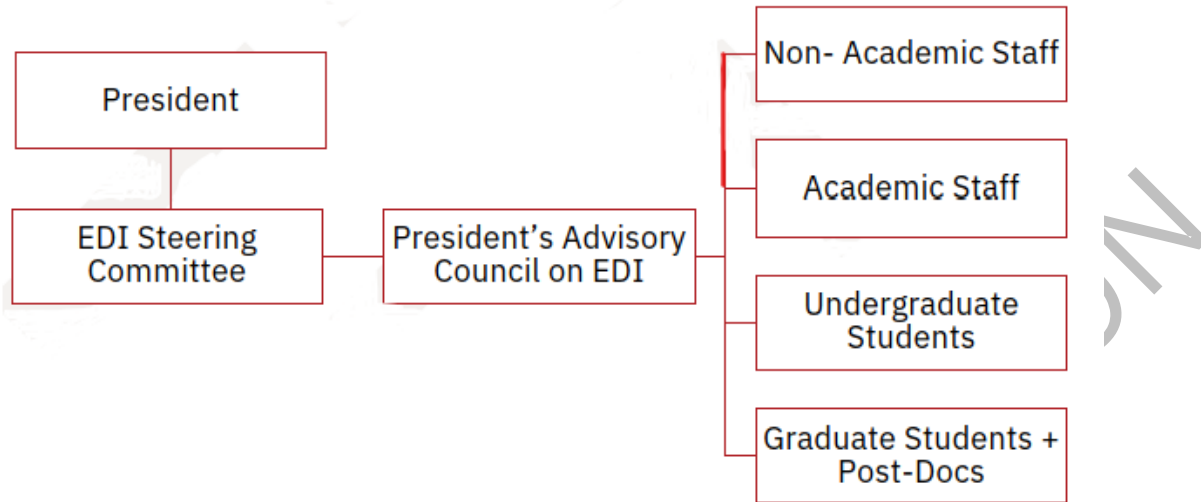 President
EDI Steering
Committee
President's Advisory
Council on EDI
Non- Academic Staff
Academic Staff
Undergraduate
Students
Graduate Students +
Post-Docs